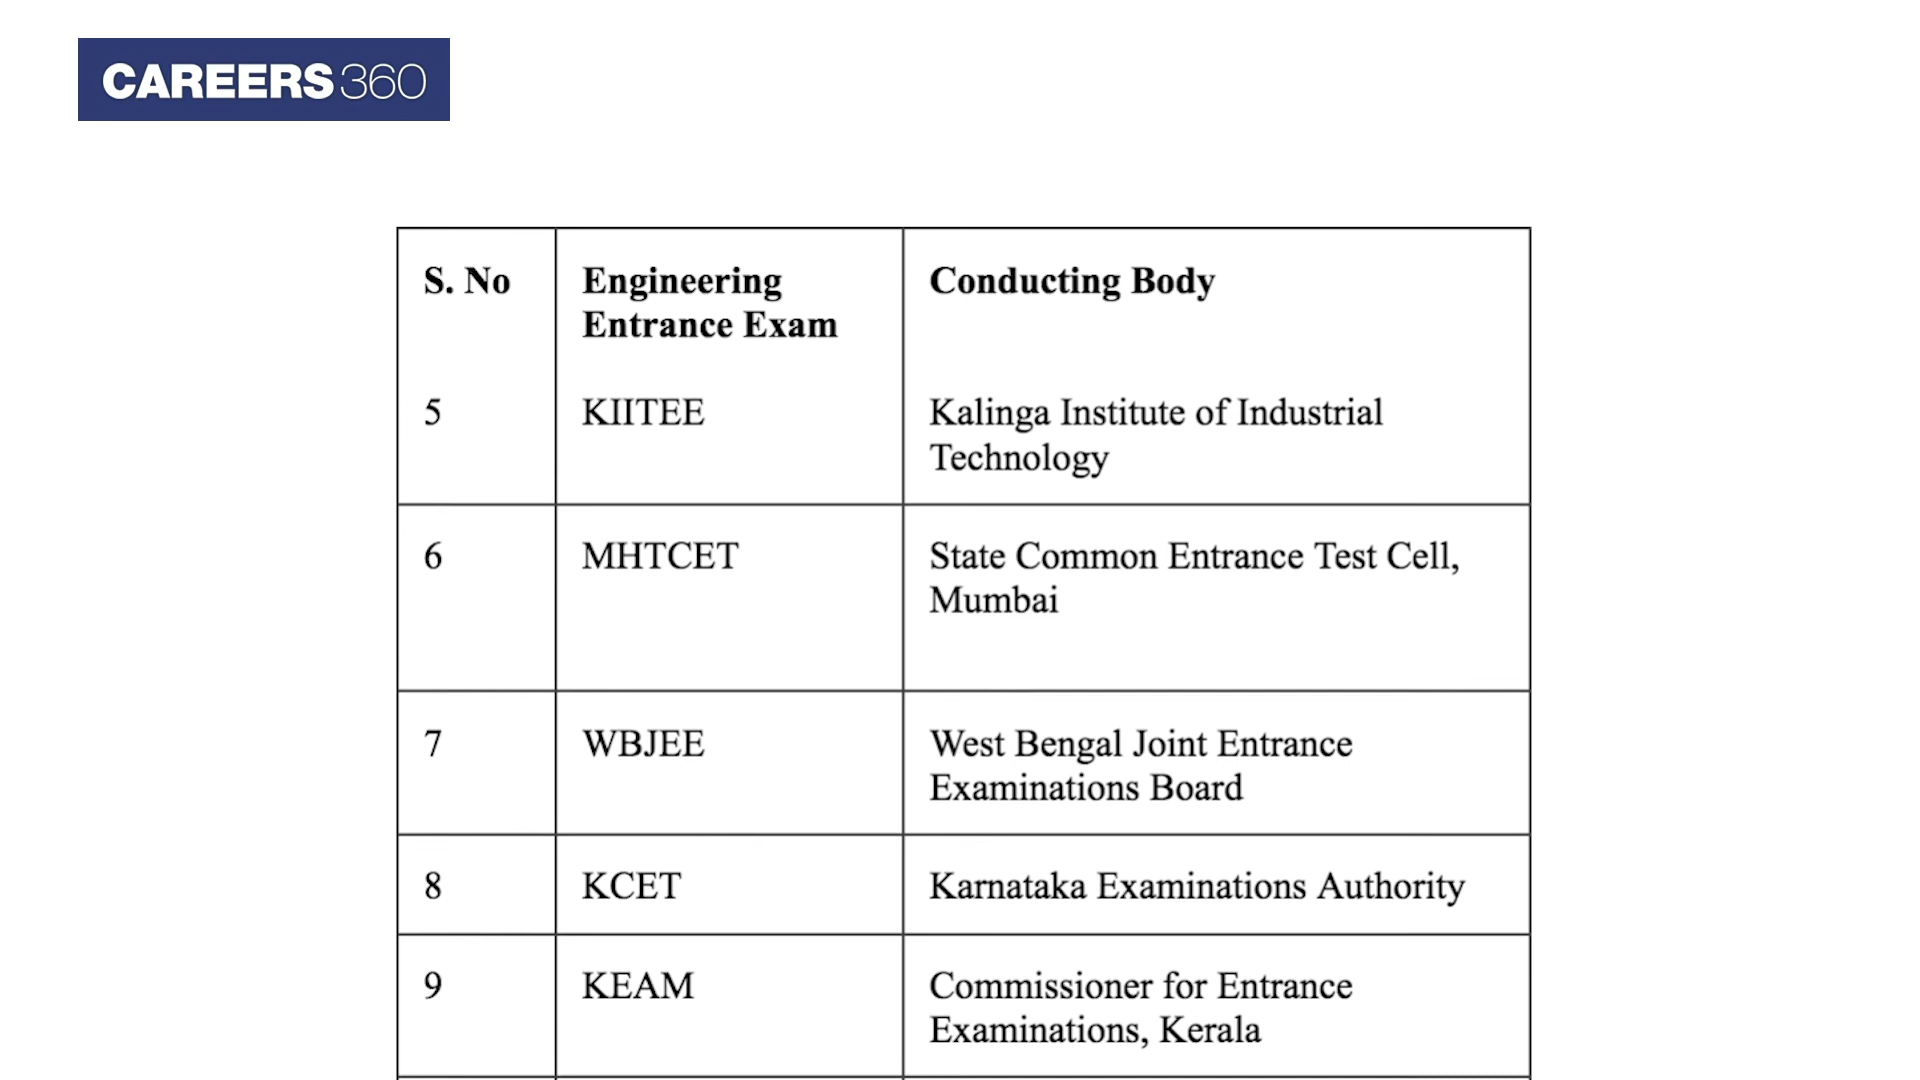 CAREERS360
S. No Engineering Conducting Body
Entrance Exam
5 KIITEE Kalinga Institute of Industrial
Technology
6 MHTCET State Common Entrance Test Cell,
Mumbai
7 WBJEE West Bengal Joint Entrance
Examinations Board
8 KCET Karnataka Examinations Authority
9 KEAM Commissioner for Entrance
Examinations, Kerala